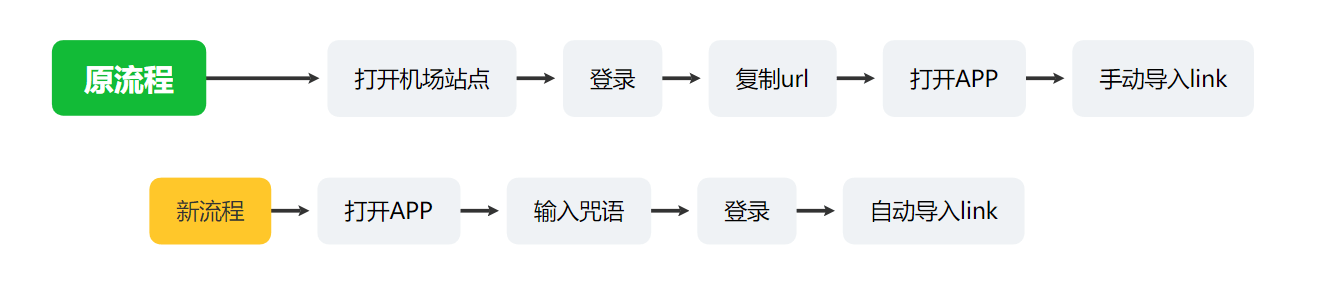 原流程
打开机场站点
登录
复制url
打开APP
手动导入link
新流程
打开APP
输入咒语
登录
自动导入link